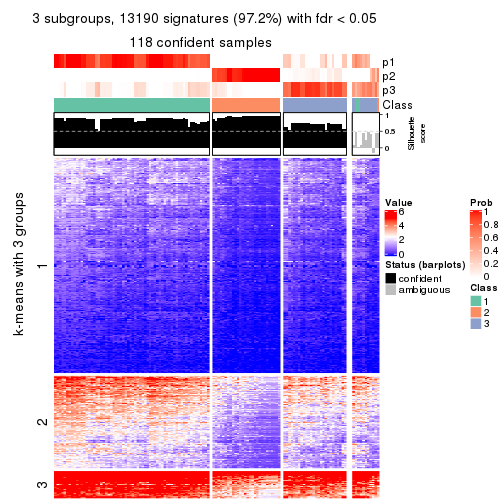 3 subgroups, 13190 signatures (97.2%) with fdr < 0.05
118 confident samples
p1
p2
p3
Class
1
0.5
0
Silhouette
score
k-means with 3 groups
1
2
3
Value
6
4
2
0
Status (barplots)
confident
ambiguous
Prob
1
0.8
0.6
0.4
0.2
0
Class
1
2
3